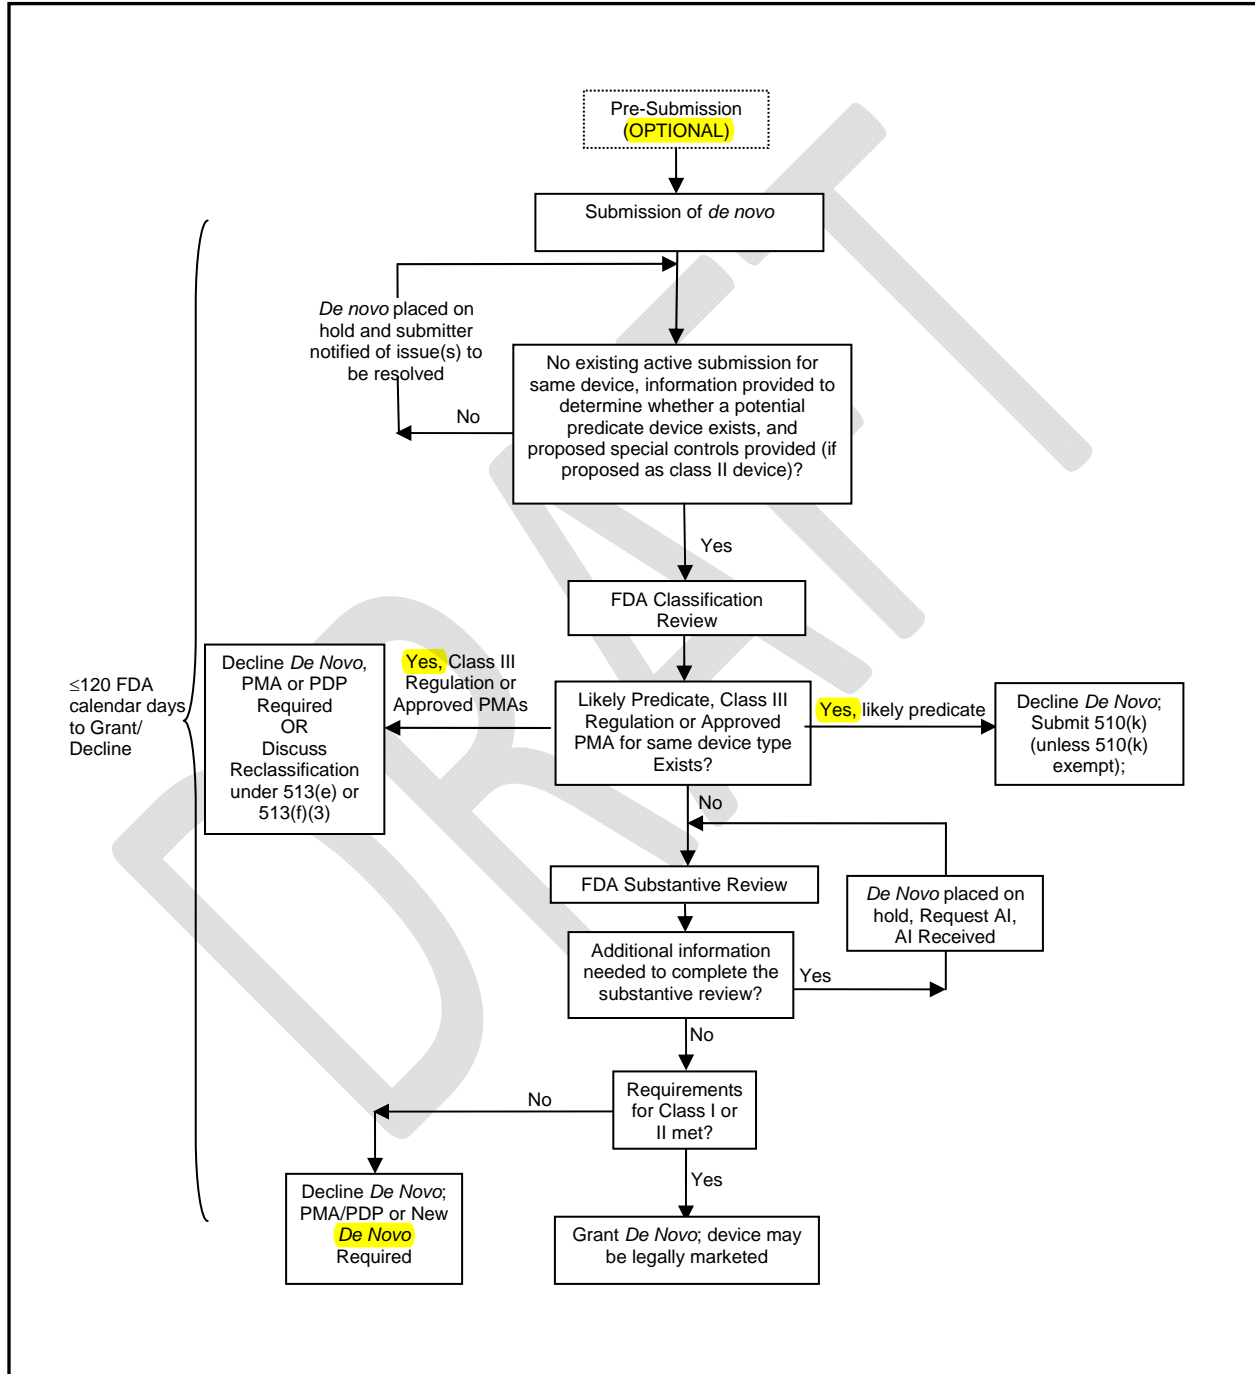 Pre-Submission
(OPTIONAL)
Submission of de novo
De novo placed on
hold and submitter
notified of issue(s) to
be resolved
No existing active submission for
same device, information provided to
determine whether a potential
predicate device exists, and
proposed special controls provided (if
proposed as class II device)?
No
Yes
FDA Classification
Review
≤120 FDA
calendar days
to Grant/
Decline
Decline De Novo,
PMA or PDP
Required
OR
Discuss
Reclassification
under 513(e) or
513(f)(3)
Yes, Class III
Regulation or
Approved PMAs
Likely Predicate, Class III
Regulation or Approved
PMA for same device type
Exists?
Yes, likely predicate
Decline De Novo;
Submit 510(k)
(unless 510(k)
exempt);
No
FDA Substantive Review
De Novo placed on
hold, Request AI,
AI Received
Additional information
needed to complete the
substantive review?
Yes
No
Requirements
for Class I or
II met?
No
Yes
Decline De Novo;
PMA/PDP or New
De Novo
Required
Grant De Novo; device may
be legally marketed
DRAFT